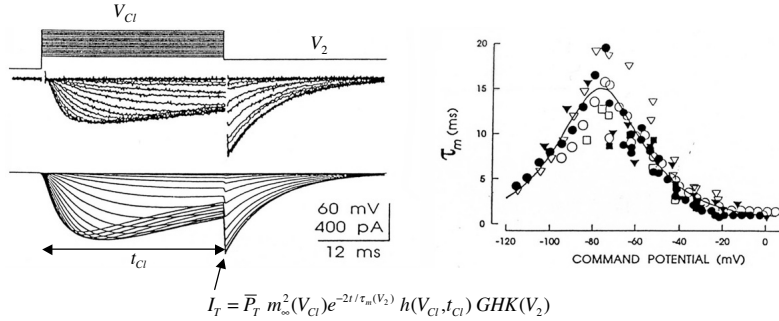 V_Cl
V_2
60 mV
400 pA
12 ms
t_Cl
I_T = P̅_T m_∞^2(V_Cl)e^{-2t/τ_m(V_2)} h(V_Cl,t_Cl) GHK(V_2)
20
15
10
5
0
τ_m (ms)
-120 -100 -80 -60 -40 -20 0
COMMAND POTENTIAL (mV)